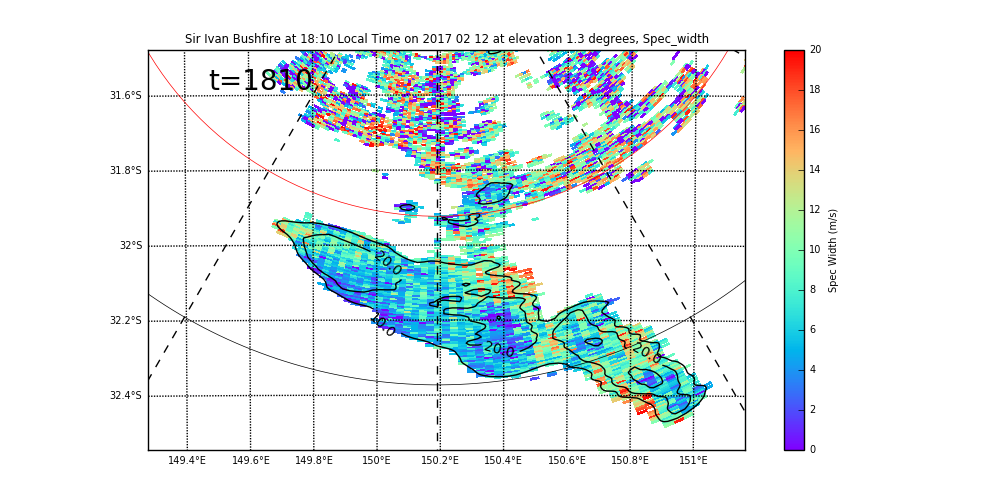 Sir Ivan Bushfire at 18:10 Local Time on 2017 02 12 at elevation 1.3 degrees, Spec_width
t=1810
31.6°S
31.8°S
32°S
32.2°S
32.4°S
149.4°E 149.6°E 149.8°E 150°E 150.2°E 150.4°E 150.6°E 150.8°E 151°E
20.0
20.0
20.0
20
18
16
14
12
10
8
6
4
2
0
Spec Width (m/s)